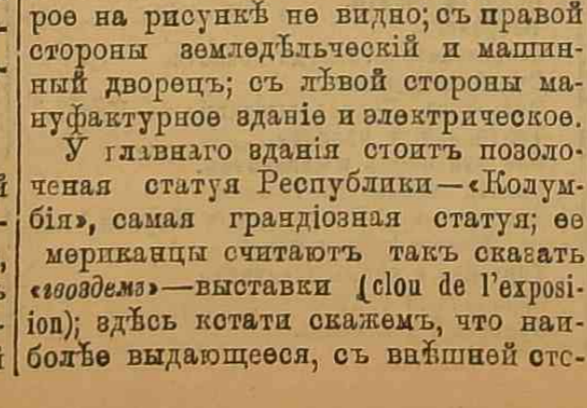 рое на рисункѣ не видно; съ правой
стороны земледѣльческій и машин-
ный дворецъ; съ лѣвой стороны ма-
нуфактурное зданіе и электрическое.
У главнаго зданія стоитъ позоло-
ченая статуя Республики—«Колум-
бія», самая грандіозная статуя; ее
мериканцы считаютъ такъ сказать
«гвоздемъ»—выставки (clou de l'exposi-
ion); здѣсь кстати скажемъ, что наи-
болѣе выдающееся, съ внѣшней сто-